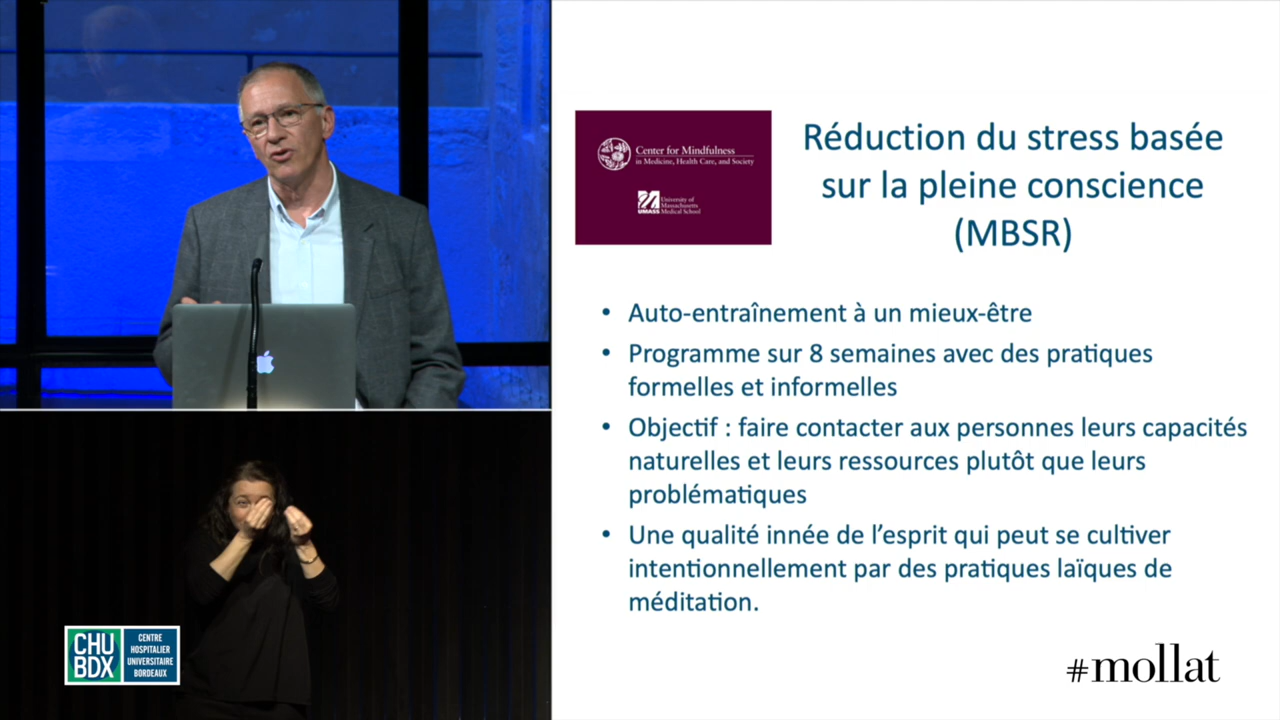 Center for Mindfulness
in Medicine, Health Care, and Society
UMASS
University of
Massachusetts
Medical School
Réduction du stress basée
sur la pleine conscience
(MBSR)
• Auto-entraînement à un mieux-être
• Programme sur 8 semaines avec des pratiques
formelles et informelles
• Objectif : faire contacter aux personnes leurs capacités
naturelles et leurs ressources plutôt que leurs
problématiques
• Une qualité innée de l’esprit qui peut se cultiver
intentionnellement par des pratiques laïques de
méditation.
CHU
BDX
CENTRE
HOSPITALIER
UNIVERSITAIRE
BORDEAUX
#mollat